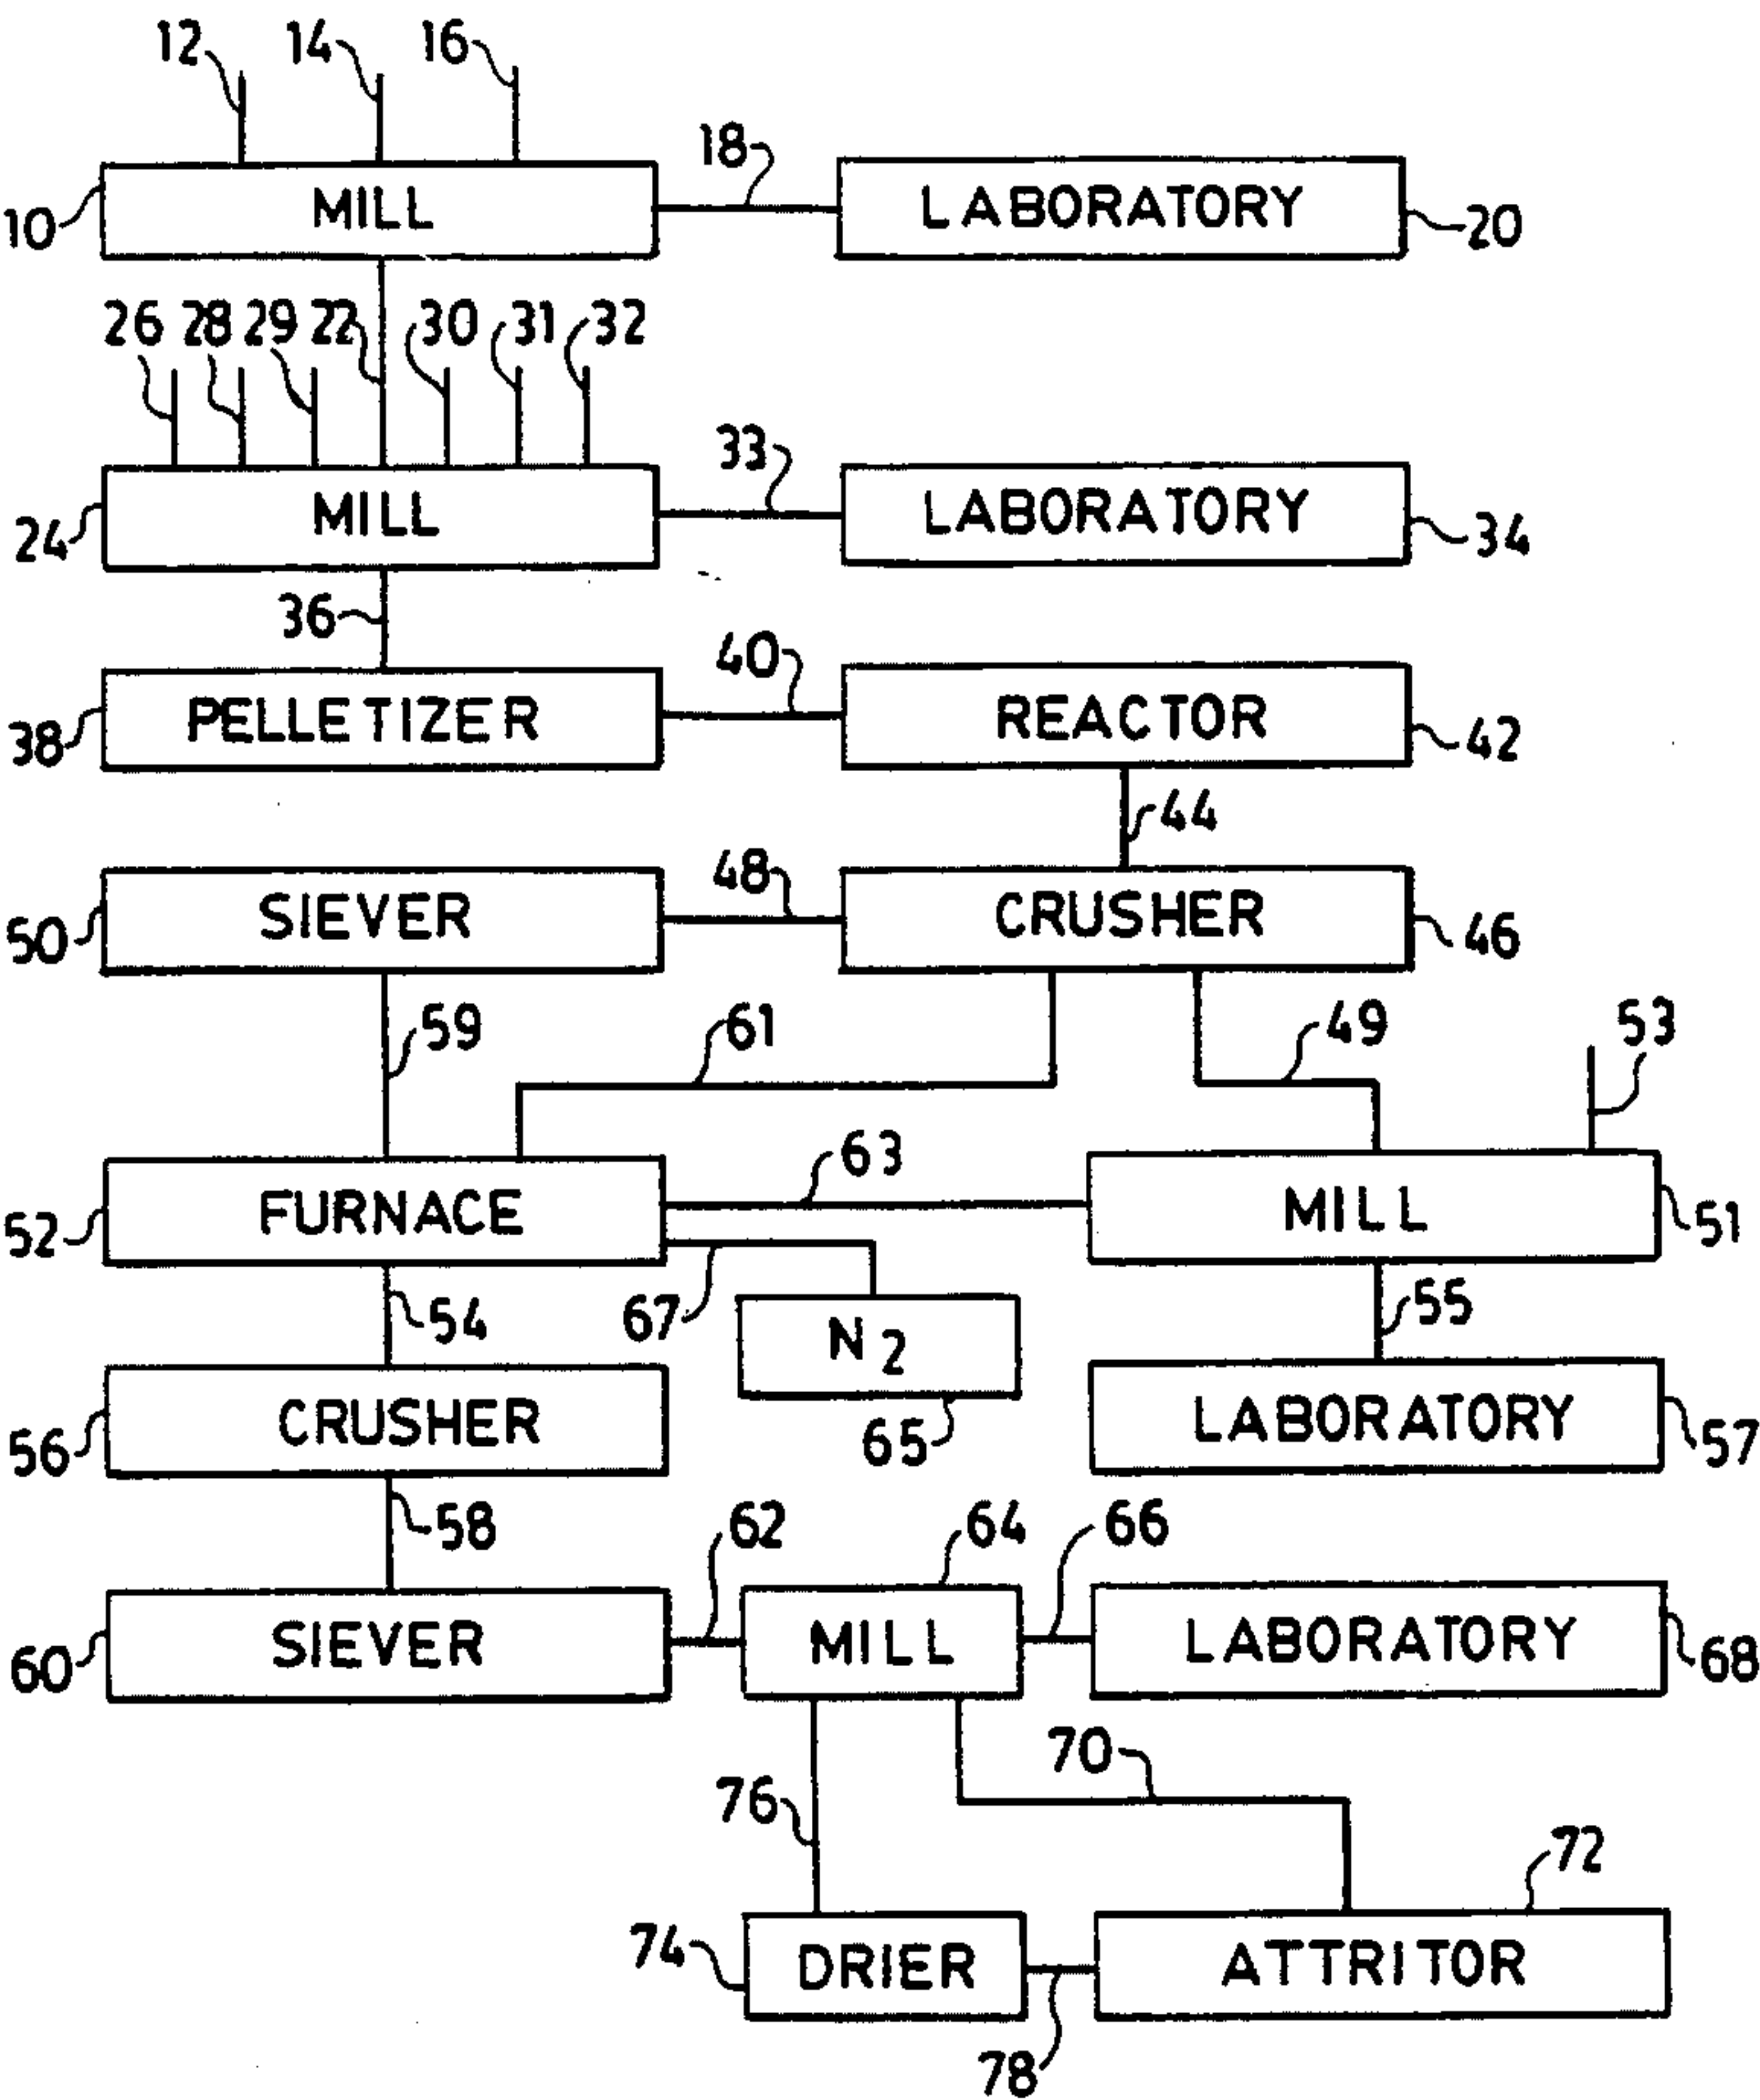 12 14 16
18
MILL LABORATORY
10 20
26 28 29 22 30 31 32
33
MILL LABORATORY
24 34
36
40
PELLETIZER REACTOR
38 42
44
48
SIEVER CRUSHER
50 46
59 61 49 53
63
FURNACE MILL
52 51
54 67 N2 55
CRUSHER 65 LABORATORY
56 57
58 62 64 66
SIEVER MILL LABORATORY
60 68
70
76
72
74 DRIER ATTRITOR
78